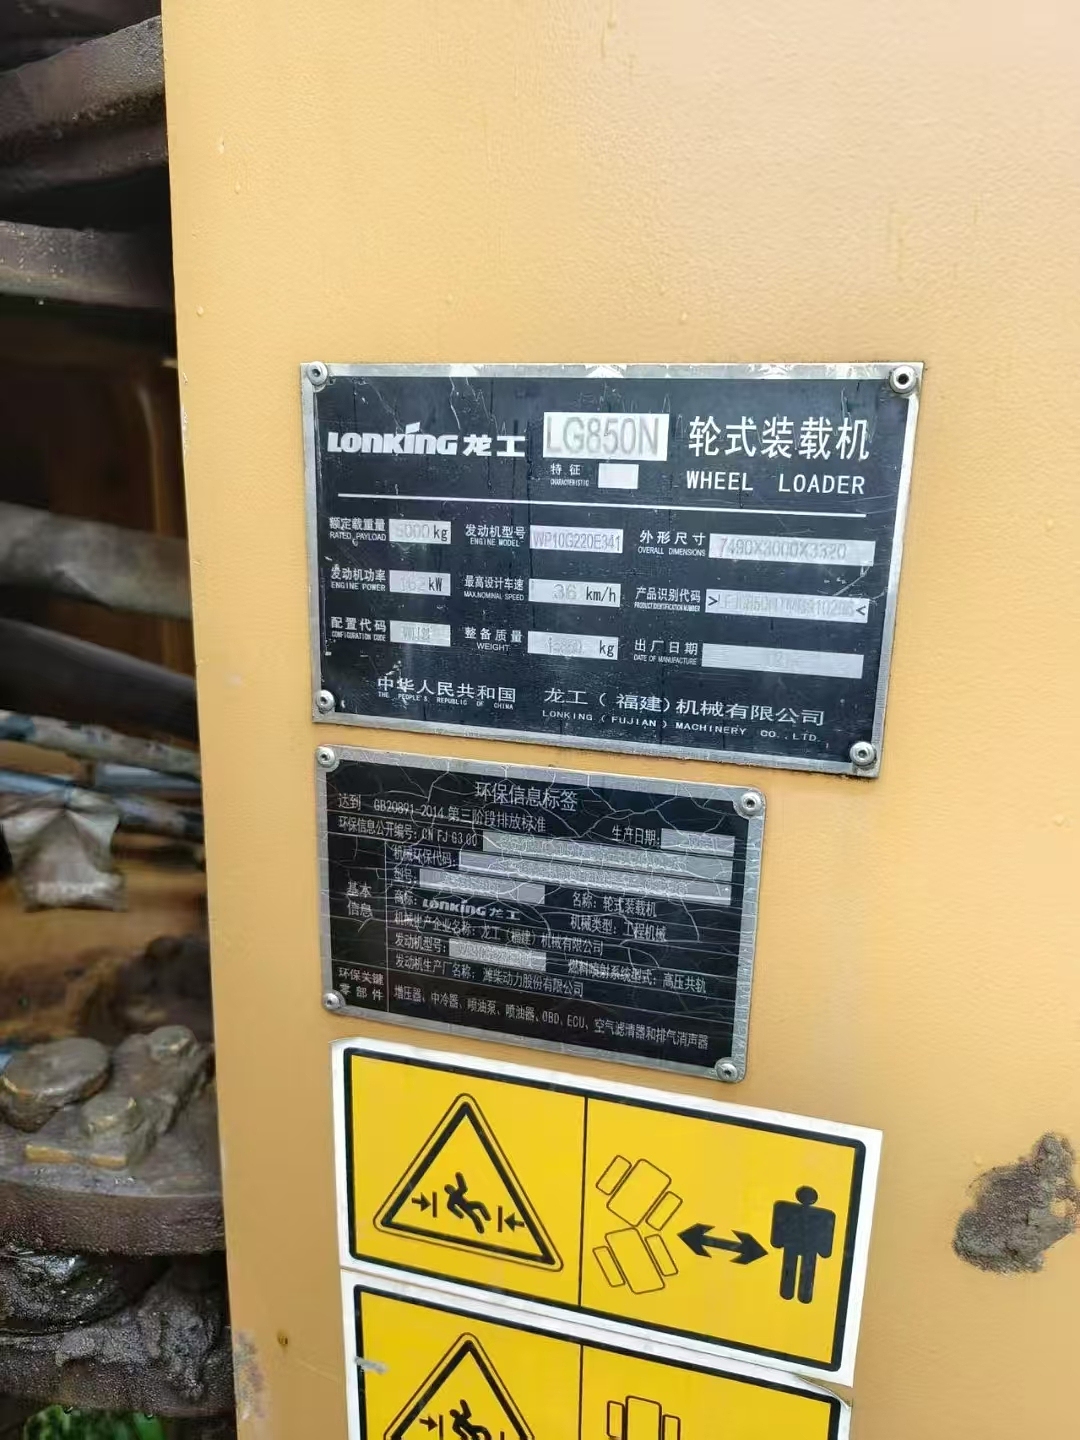 LONKING 龙工 LG850N 轮式装载机
特征
CHARACTERISTIC
WHEEL LOADER
额定载重量 5000 kg 发动机型号 WP10G220E341 外形尺寸 7490X3000X3320
RATED PAYLOAD ENGINE MODEL OVERALL DIMENSIONS
发动机功率 162 kW 最高设计车速 36 km/h 产品识别代码
ENGINE POWER MAX.NOMINAL SPEED PRODUCT IDENTIFICATION NUMBER
配置代码 整备质量 kg 出厂日期
CONFIGURATION CODE WEIGHT DATE OF MANUFACTURE
中华人民共和国 龙工（福建）机械有限公司
THE PEOPLE'S REPUBLIC OF CHINA LONKING (FUJIAN) MACHINERY CO.,LTD.
环保信息标签
达到 GB20891-2014 第三阶段排放标准 生产日期:
环保信息公开编号: CN FJ G3 00
机械环保代码:
基本信息
型号: 名称: 轮式装载机
商标: LONKING 龙工 机械类型: 工程机械
机械生产企业名称: 龙工（福建）机械有限公司
发动机型号: 燃料喷射系统型式: 高压共轨
发动机生产厂名称: 潍柴动力股份有限公司
环保关键零部件
增压器、中冷器、喷油泵、喷油器、OBD、ECU、空气滤清器和排气消声器